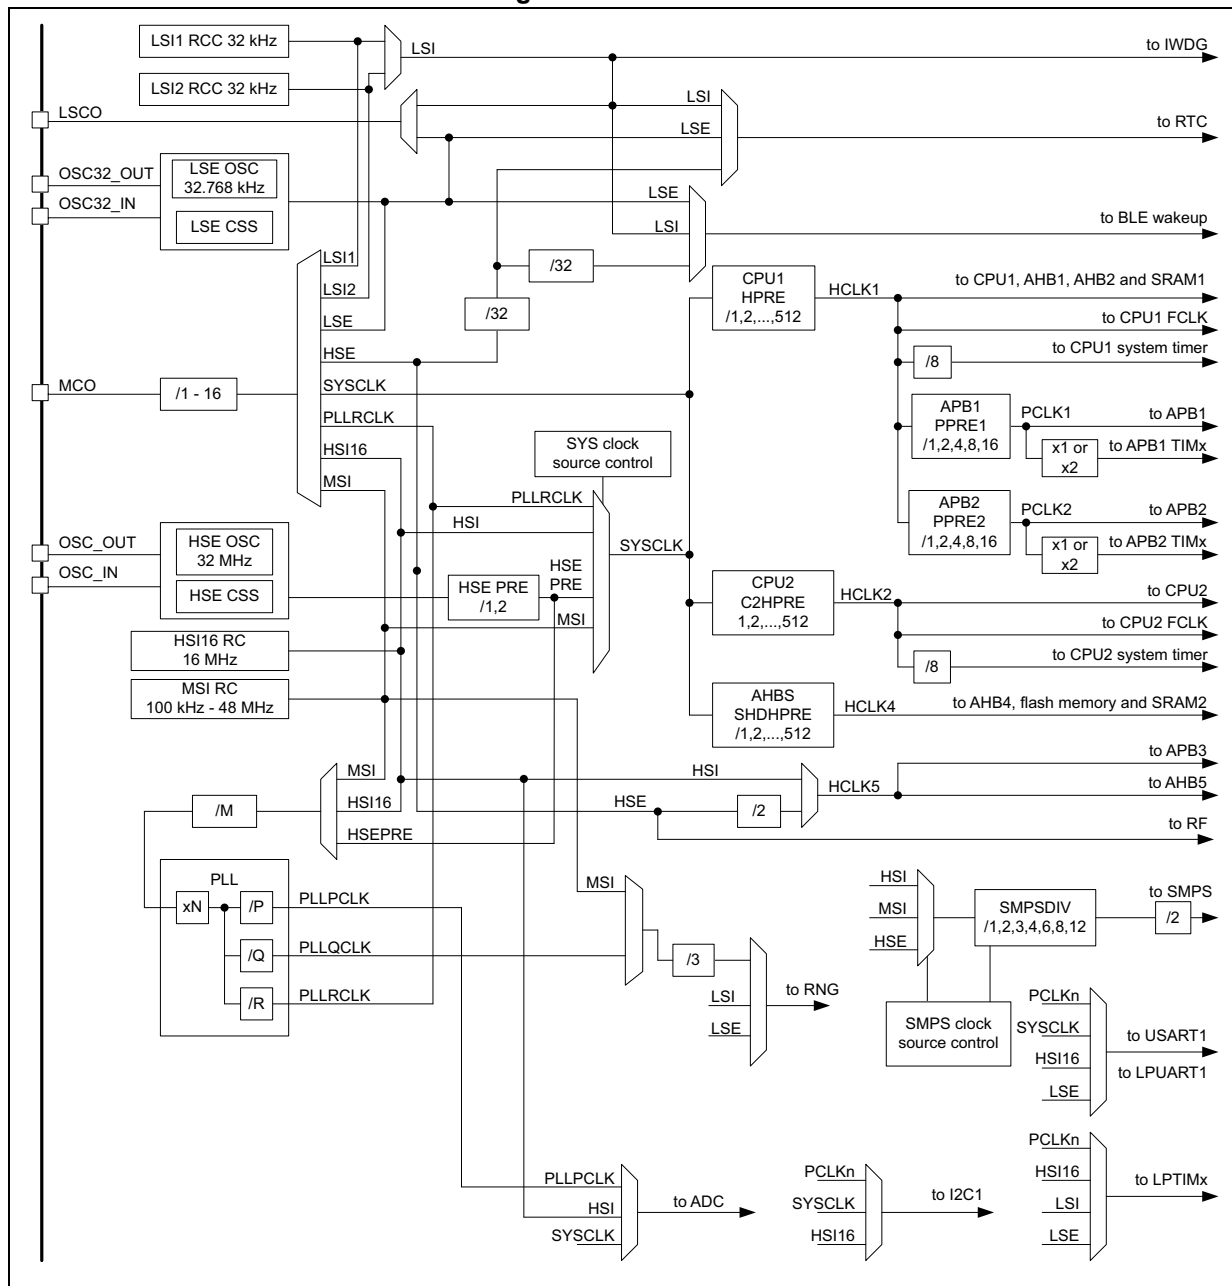 LSI1 RCC 32 kHz
LSI
to IWDG
LSI2 RCC 32 kHz
LSCO
LSI
LSE
to RTC
OSC32_OUT
OSC32_IN
LSE OSC
32.768 kHz
LSE CSS
LSE
LSI
to BLE wakeup
LSI1
LSI2
LSE
HSE
SYSCLK
PLLRCLK
HSI16
MSI
/32
/32
CPU1
HPRE
/1,2,...,512
HCLK1
to CPU1, AHB1, AHB2 and SRAM1
to CPU1 FCLK
/8
to CPU1 system timer
MCO
/1 - 16
APB1
PPRE1
/1,2,4,8,16
PCLK1
to APB1
x1 or
x2
to APB1 TIMx
SYS clock
source control
PLLRCLK
HSI
HSE
PRE
MSI
SYSCLK
APB2
PPRE2
/1,2,4,8,16
PCLK2
to APB2
x1 or
x2
to APB2 TIMx
OSC_OUT
OSC_IN
HSE OSC
32 MHz
HSE CSS
HSE PRE
/1,2
CPU2
C2HPRE
1,2,...,512
HCLK2
to CPU2
to CPU2 FCLK
/8
to CPU2 system timer
HSI16 RC
16 MHz
MSI RC
100 kHz - 48 MHz
AHBS
SHDHPRE
/1,2,...,512
HCLK4
to AHB4, flash memory and SRAM2
MSI
HSI16
HSEPRE
/M
HSI
HSE
/2
HCLK5
to APB3
to AHB5
to RF
PLL
xN
/P
/Q
/R
PLLPCLK
PLLQCLK
PLLRCLK
MSI
/3
LSI
LSE
to RNG
HSI
MSI
HSE
SMPSDIV
/1,2,3,4,6,8,12
to SMPS
/2
SMPS clock
source control
PCLKn
SYSCLK
HSI16
LSE
to USART1
to LPUART1
PLLPCLK
HSI
SYSCLK
to ADC
PCLKn
SYSCLK
HSI16
to I2C1
PCLKn
HSI16
LSI
LSE
to LPTIMx